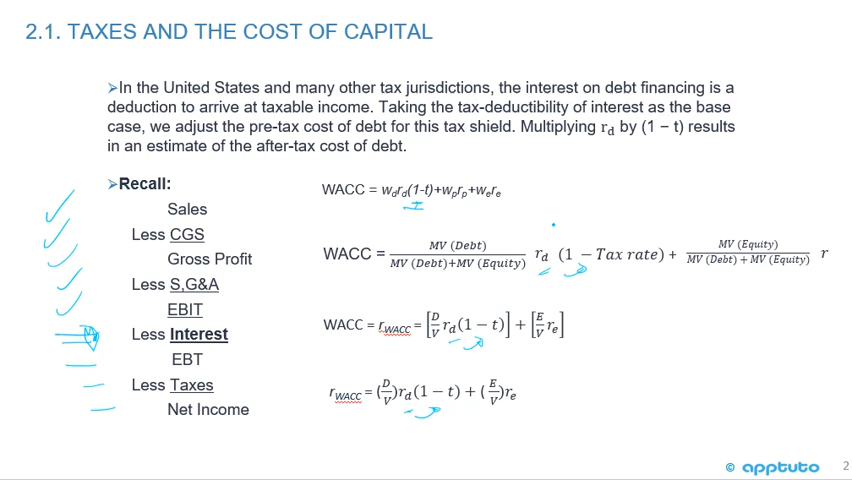 2.1. TAXES AND THE COST OF CAPITAL
➢In the United States and many other tax jurisdictions, the interest on debt financing is a
deduction to arrive at taxable income. Taking the tax-deductibility of interest as the base
case, we adjust the pre-tax cost of debt for this tax shield. Multiplying r_d by (1 − t) results
in an estimate of the after-tax cost of debt.
➢Recall:
Sales
Less CGS
Gross Profit
Less S,G&A
EBIT
Less Interest
EBT
Less Taxes
Net Income
WACC = w_d r_d(1-t)+w_p r_p+w_e r_e
WACC = MV (Debt) / MV (Debt)+MV (Equity) r_d (1 − Tax rate) + MV (Equity) / MV (Debt) + MV (Equity) r
WACC = r_WACC = [D/V r_d(1 − t)] + [E/V r_e]
r_WACC = (D/V)r_d(1 − t) + (E/V)r_e
© apptuto
2